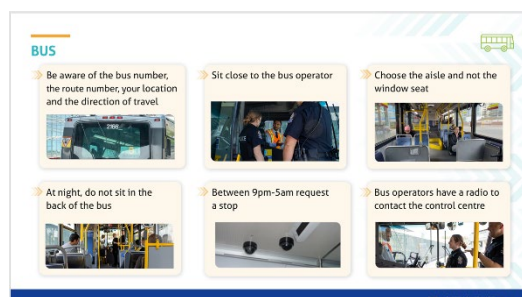 BUS
Be aware of the bus number,
the route number, your location
and the direction of travel
Sit close to the bus operator
Choose the aisle and not the
window seat
At night, do not sit in the
back of the bus
Between 9pm-5am request
a stop
Bus operators have a radio to
contact the control centre